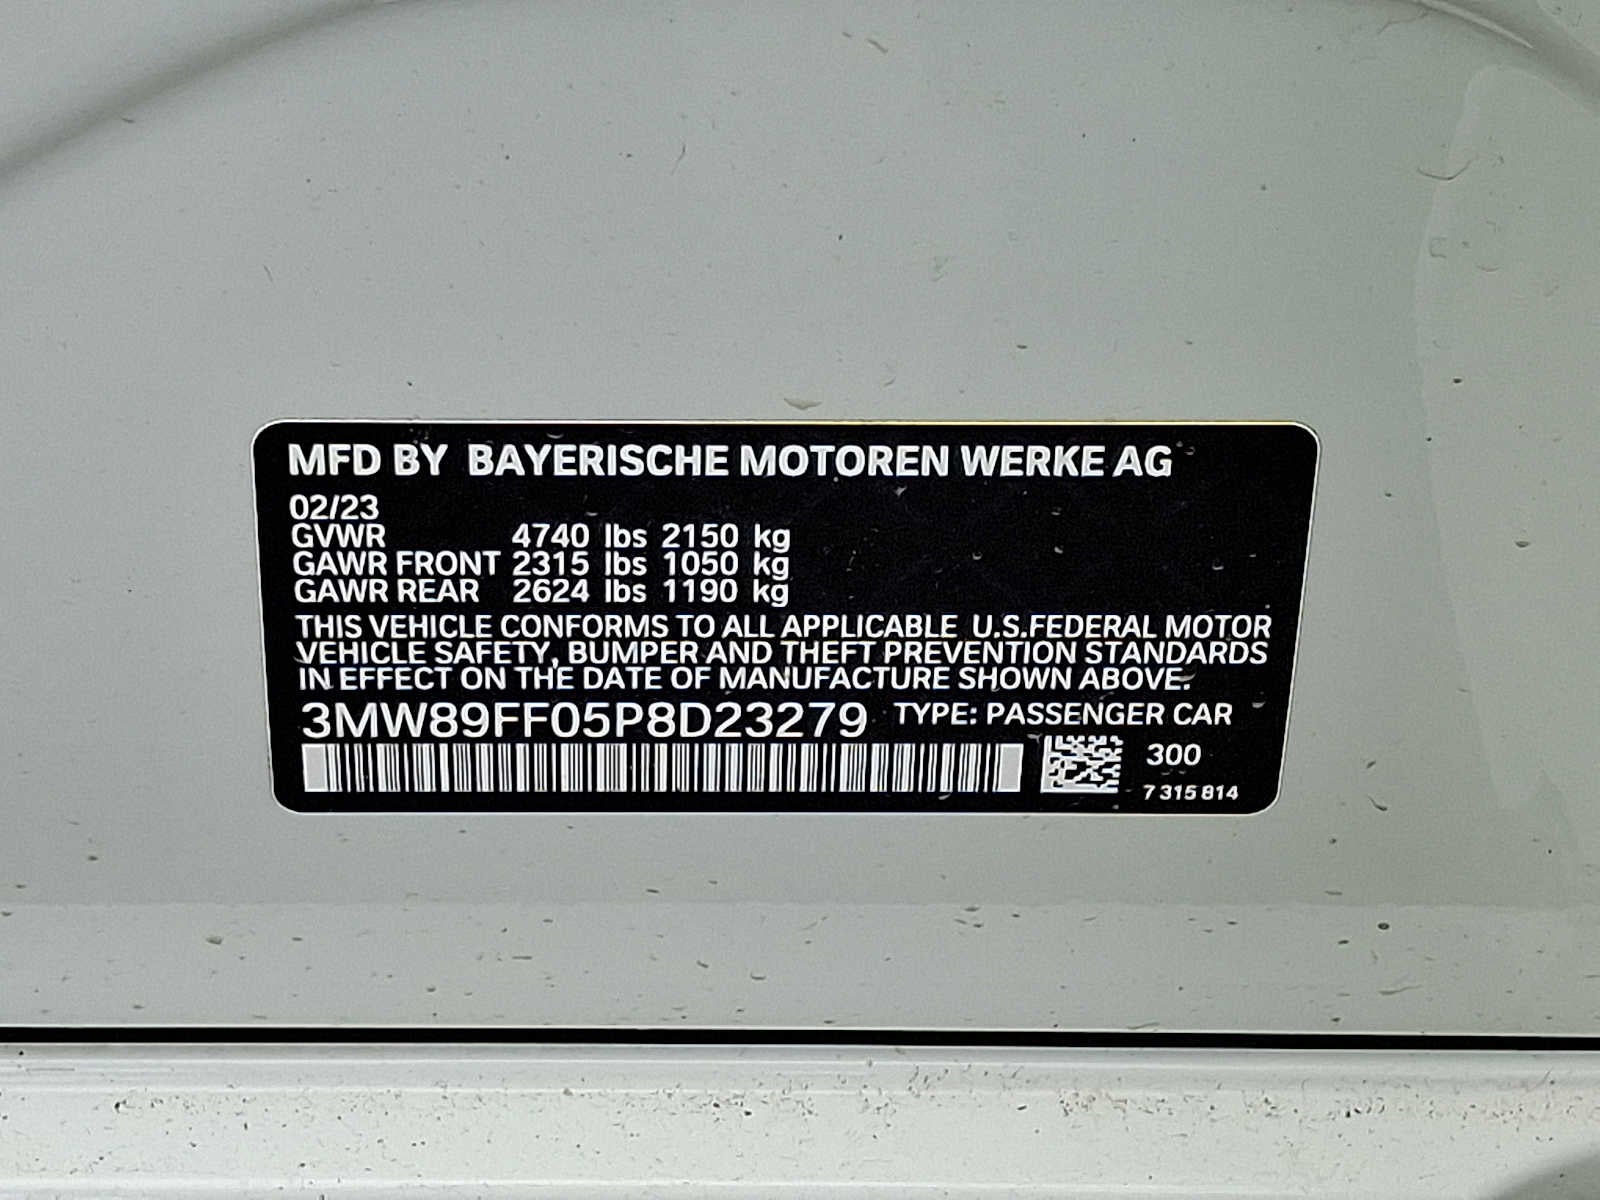 MFD BY BAYERISCHE MOTOREN WERKE AG
02/23
GVWR 4740 lbs 2150 kg
GAWR FRONT 2315 lbs 1050 kg
GAWR REAR 2624 lbs 1190 kg
THIS VEHICLE CONFORMS TO ALL APPLICABLE U.S.FEDERAL MOTOR
VEHICLE SAFETY, BUMPER AND THEFT PREVENTION STANDARDS
IN EFFECT ON THE DATE OF MANUFACTURE SHOWN ABOVE.
3MW89FF05P8D23279 TYPE: PASSENGER CAR
300
7 315 814